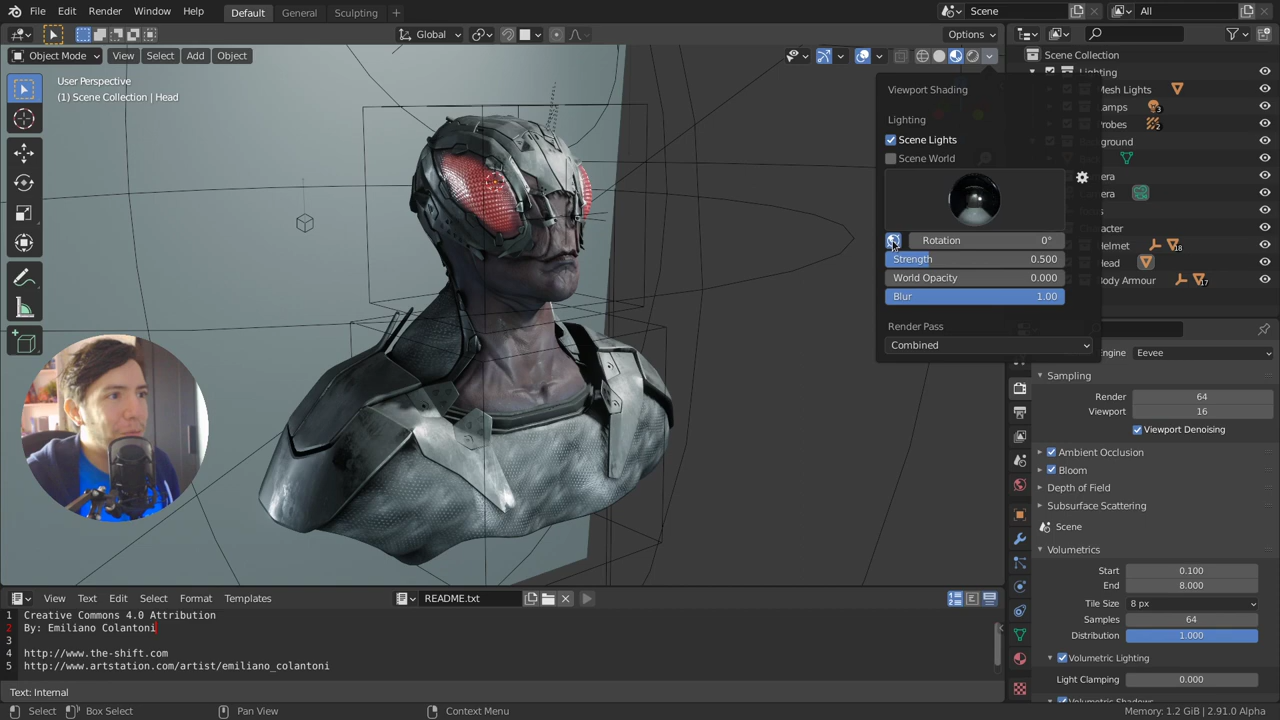 File Edit Render Window Help Default General Sculpting + Scene All
Global Options
Object Mode View Select Add Object
User Perspective
(1) Scene Collection | Head
Viewport Shading
Lighting
Scene Lights
Scene World
Rotation 0°
Strength 0.500
World Opacity 0.000
Blur 1.00
Render Pass
Combined
Scene Collection
Lighting
Mesh Lights
Lamps 3
Probes 2
Helmet 18
Head
Body Armour 17
Eevee
Sampling
Render 64
Viewport 16
Viewport Denoising
Ambient Occlusion
Bloom
Depth of Field
Subsurface Scattering
Scene
Volumetrics
Start 0.100
End 8.000
Tile Size 8 px
Samples 64
Distribution 1.000
Volumetric Lighting
Light Clamping 0.000
Volumetric Shadows
View Text Edit Select Format Templates README.txt
1 Creative Commons 4.0 Attribution
2 By: Emiliano Colantoni
3
4 http://www.the-shift.com
5 http://www.artstation.com/artist/emiliano_colantoni
Text: Internal
Select Box Select Pan View Context Menu Memory: 1.2 GiB | 2.91.0 Alpha